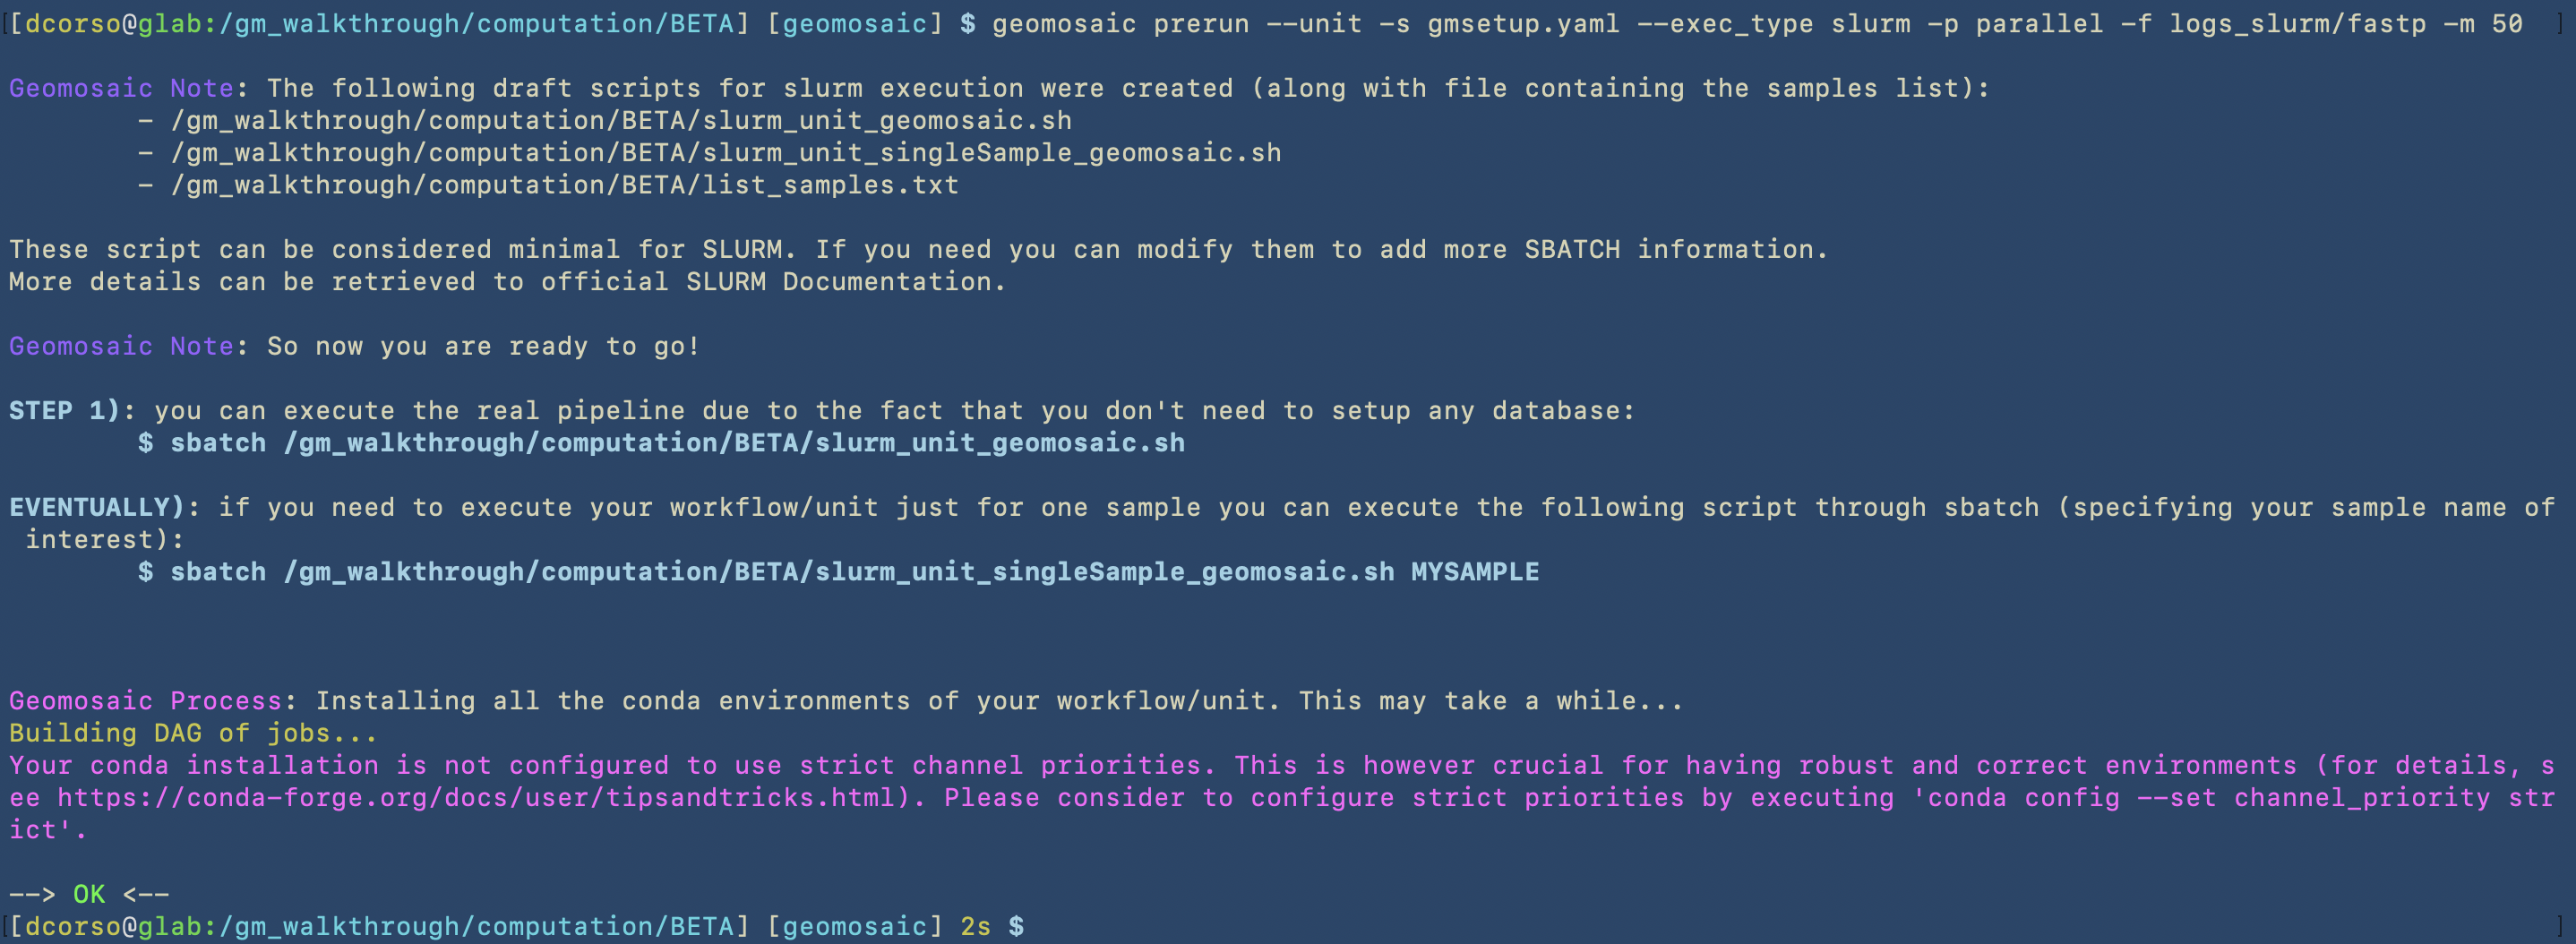 [dcorso@glab:/gm_walkthrough/computation/BETA] [geomosaic] $ geomosaic prerun --unit -s gmsetup.yaml --exec_type slurm -p parallel -f logs_slurm/fastp -m 50 ]
Geomosaic Note: The following draft scripts for slurm execution were created (along with file containing the samples list):
- /gm_walkthrough/computation/BETA/slurm_unit_geomosaic.sh
- /gm_walkthrough/computation/BETA/slurm_unit_singleSample_geomosaic.sh
- /gm_walkthrough/computation/BETA/list_samples.txt
These script can be considered minimal for SLURM. If you need you can modify them to add more SBATCH information.
More details can be retrieved to official SLURM Documentation.
Geomosaic Note: So now you are ready to go!
STEP 1): you can execute the real pipeline due to the fact that you don't need to setup any database:
$ sbatch /gm_walkthrough/computation/BETA/slurm_unit_geomosaic.sh
EVENTUALLY): if you need to execute your workflow/unit just for one sample you can execute the following script through sbatch (specifying your sample name of
interest):
$ sbatch /gm_walkthrough/computation/BETA/slurm_unit_singleSample_geomosaic.sh MYSAMPLE
Geomosaic Process: Installing all the conda environments of your workflow/unit. This may take a while...
Building DAG of jobs...
Your conda installation is not configured to use strict channel priorities. This is however crucial for having robust and correct environments (for details, s
ee https://conda-forge.org/docs/user/tipsandtricks.html). Please consider to configure strict priorities by executing 'conda config --set channel_priority str
ict'.
--> OK <--
[dcorso@glab:/gm_walkthrough/computation/BETA] [geomosaic] 2s $ ]